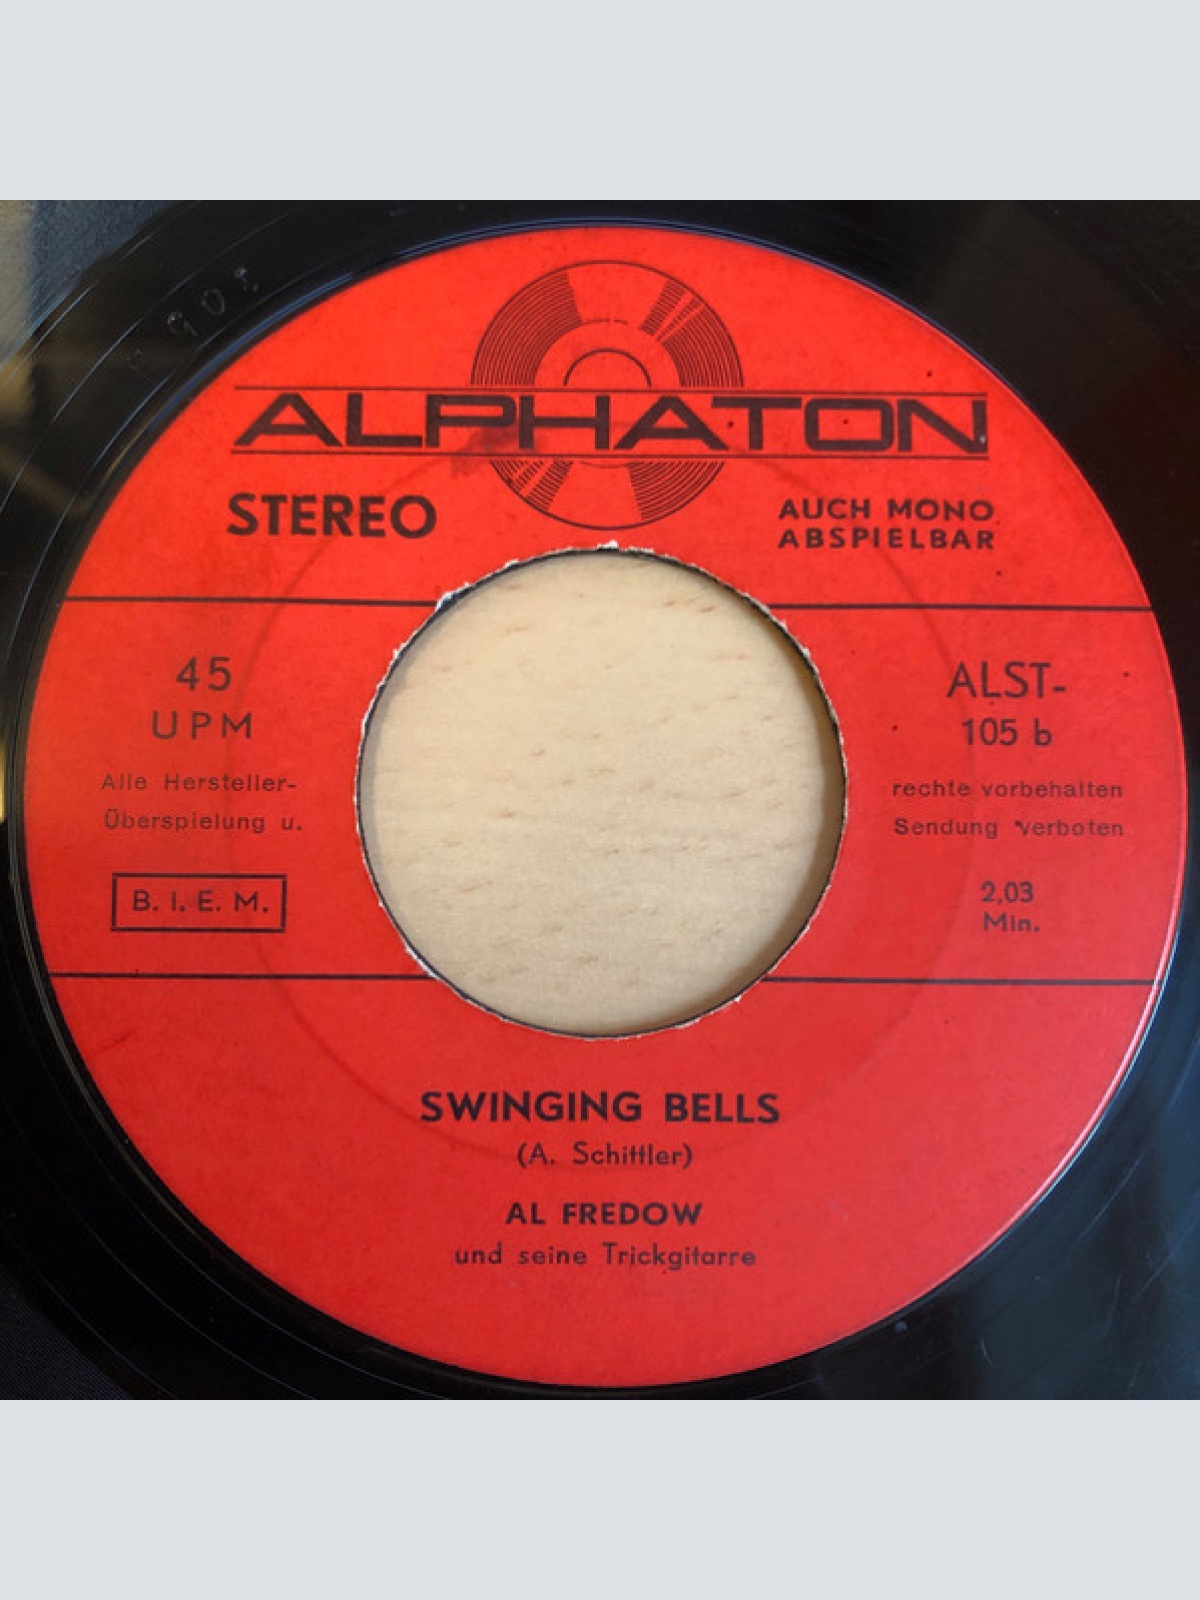 ALPHATON
STEREO
AUCH MONO
ABSPIELBAR
45
UPM
ALST-
105 b
Alle Hersteller-
rechte vorbehalten
Überspielung u.
Sendung verboten
B. I. E. M.
2,03
Min.
SWINGING BELLS
(A. Schittler)
AL FREDOW
und seine Trickgitarre